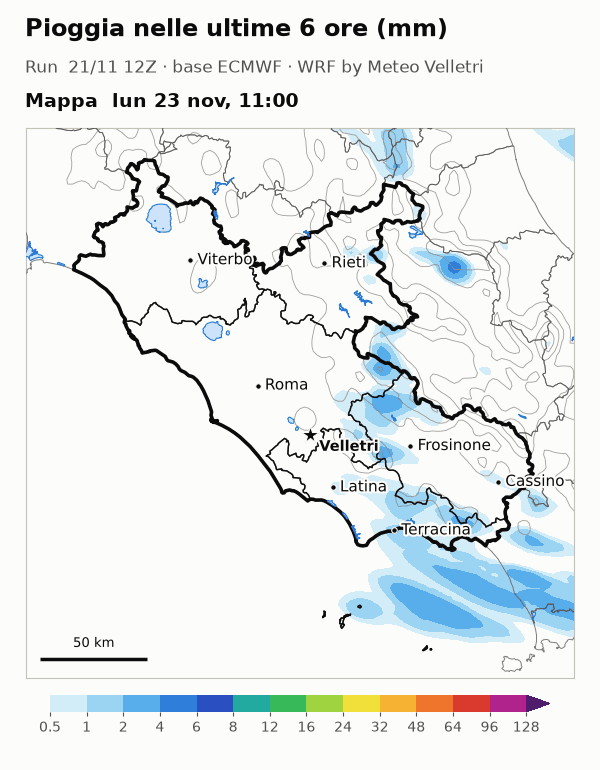 Pioggia nelle ultime 6 ore (mm)
Run 21/11 12Z · base ECMWF · WRF by Meteo Velletri
Mappa lun 23 nov, 11:00
Viterbo
Rieti
Roma
Velletri
Frosinone
Latina
Cassino
Terracina
50 km
0.5 1 2 4 6 8 12 16 24 32 48 64 96 128